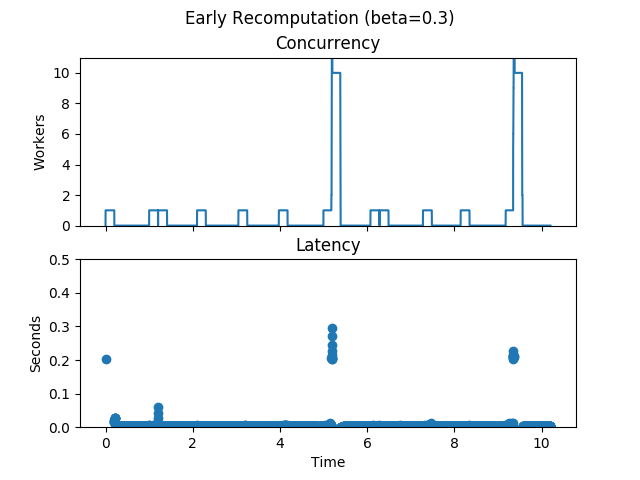 Early Recomputation (beta=0.3)
Concurrency
10
8
6
4
2
0
Workers
Latency
0.5
0.4
0.3
0.2
0.1
0.0
Seconds
0 2 4 6 8 10
Time